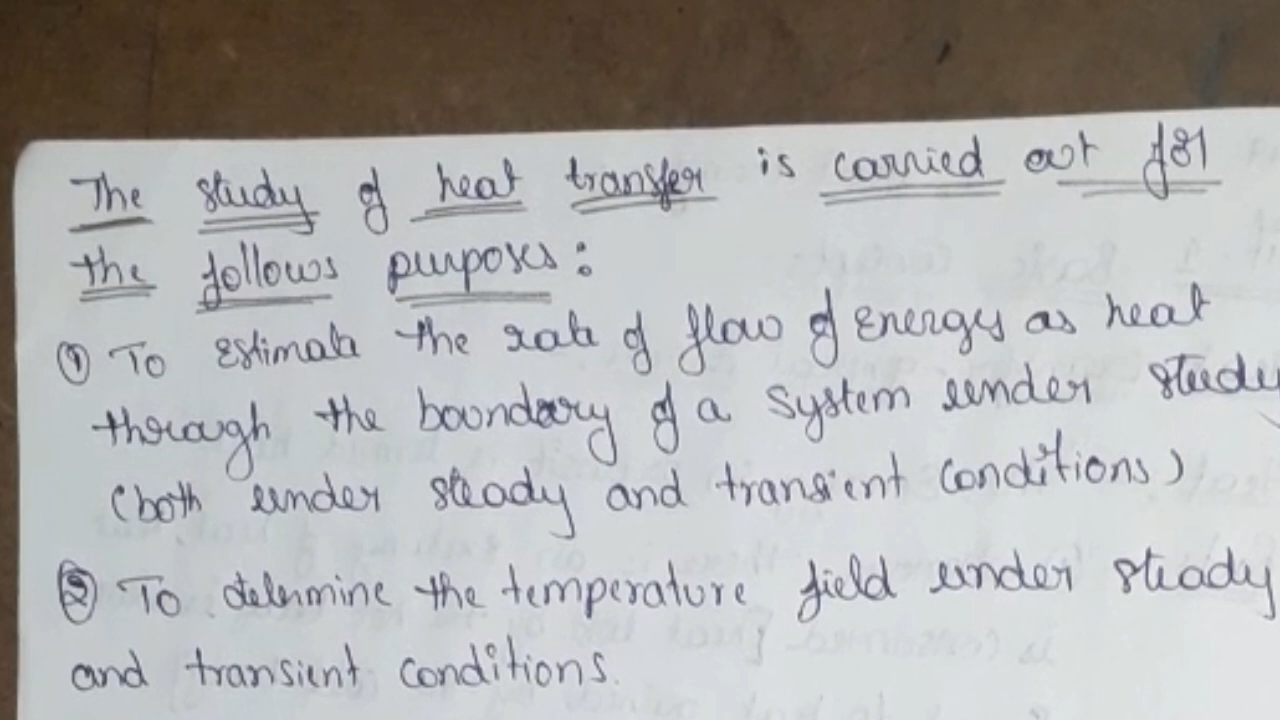 The study of heat transfer is carried out for
the follows purposes:
① To Estimate the rate of flow of Energy as heat
through the boundary of a system under study
(both under steady and transient conditions)
② To determine the temperature field under steady
and transient conditions.